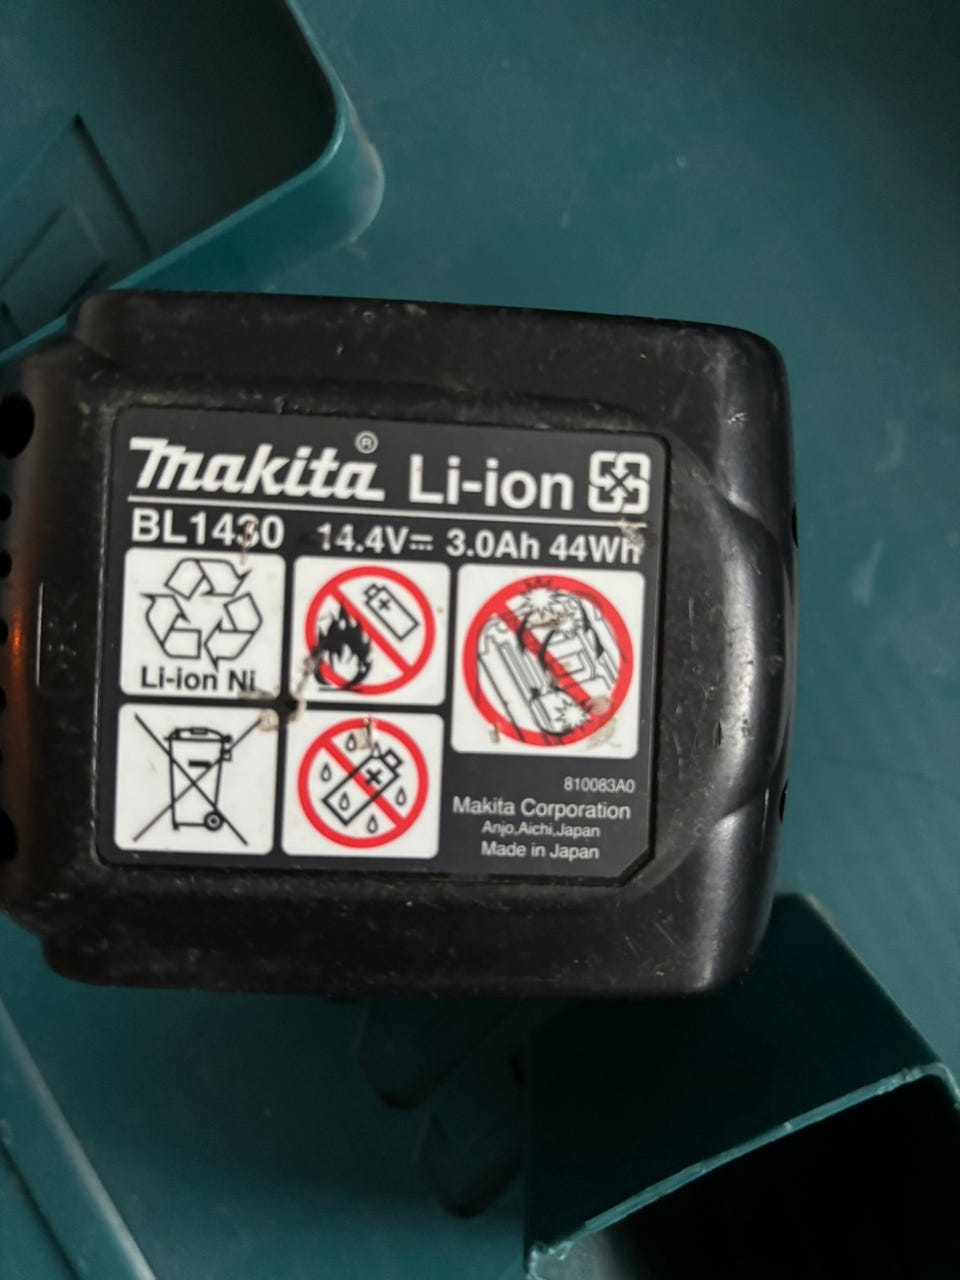 makita® Li-ion
BL1430 14.4V⎓ 3.0Ah 44Wh
Li-ion Ni
810083A0
Makita Corporation
Anjo,Aichi,Japan
Made in Japan